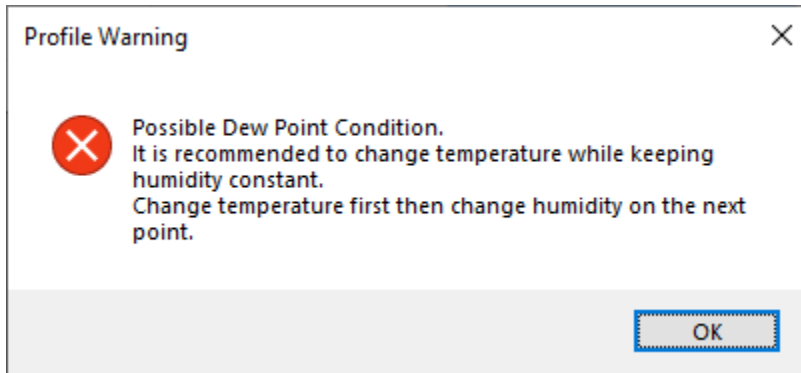 Profile Warning
Possible Dew Point Condition.
It is recommended to change temperature while keeping
humidity constant.
Change temperature first then change humidity on the next
point.
OK